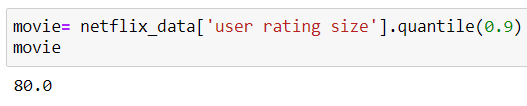 movie= netflix_data['user rating size'].quantile(0.9)
movie
80.0